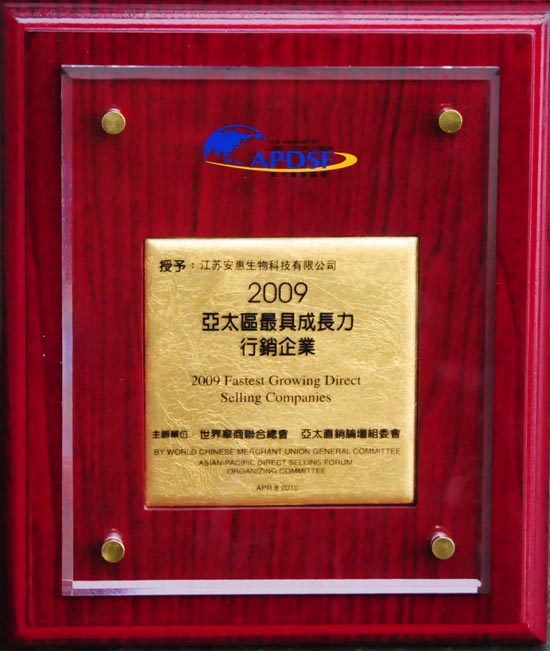 APDSF
授予：江苏安惠生物科技有限公司
2009
亞太區最具成長力
行銷企業
2009 Fastest Growing Direct
Selling Companies
主辦單位：世界華商聯合總會 亞太直銷論壇組委會
BY WORLD CHINESE MERCHANT UNION GENERAL COMMITTEE
ASIAN-PACIFIC DIRECT SELLING FORUM
ORGANIZING COMMITTEE
APR.8 2010